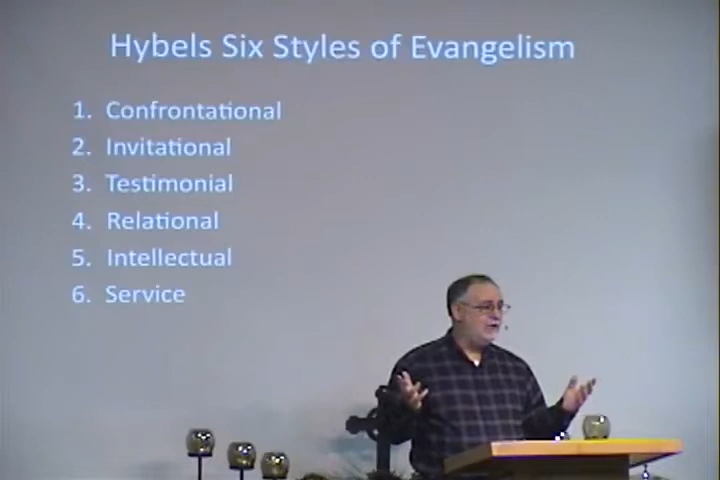 Hybels Six Styles of Evangelism
1. Confrontational
2. Invitational
3. Testimonial
4. Relational
5. Intellectual
6. Service